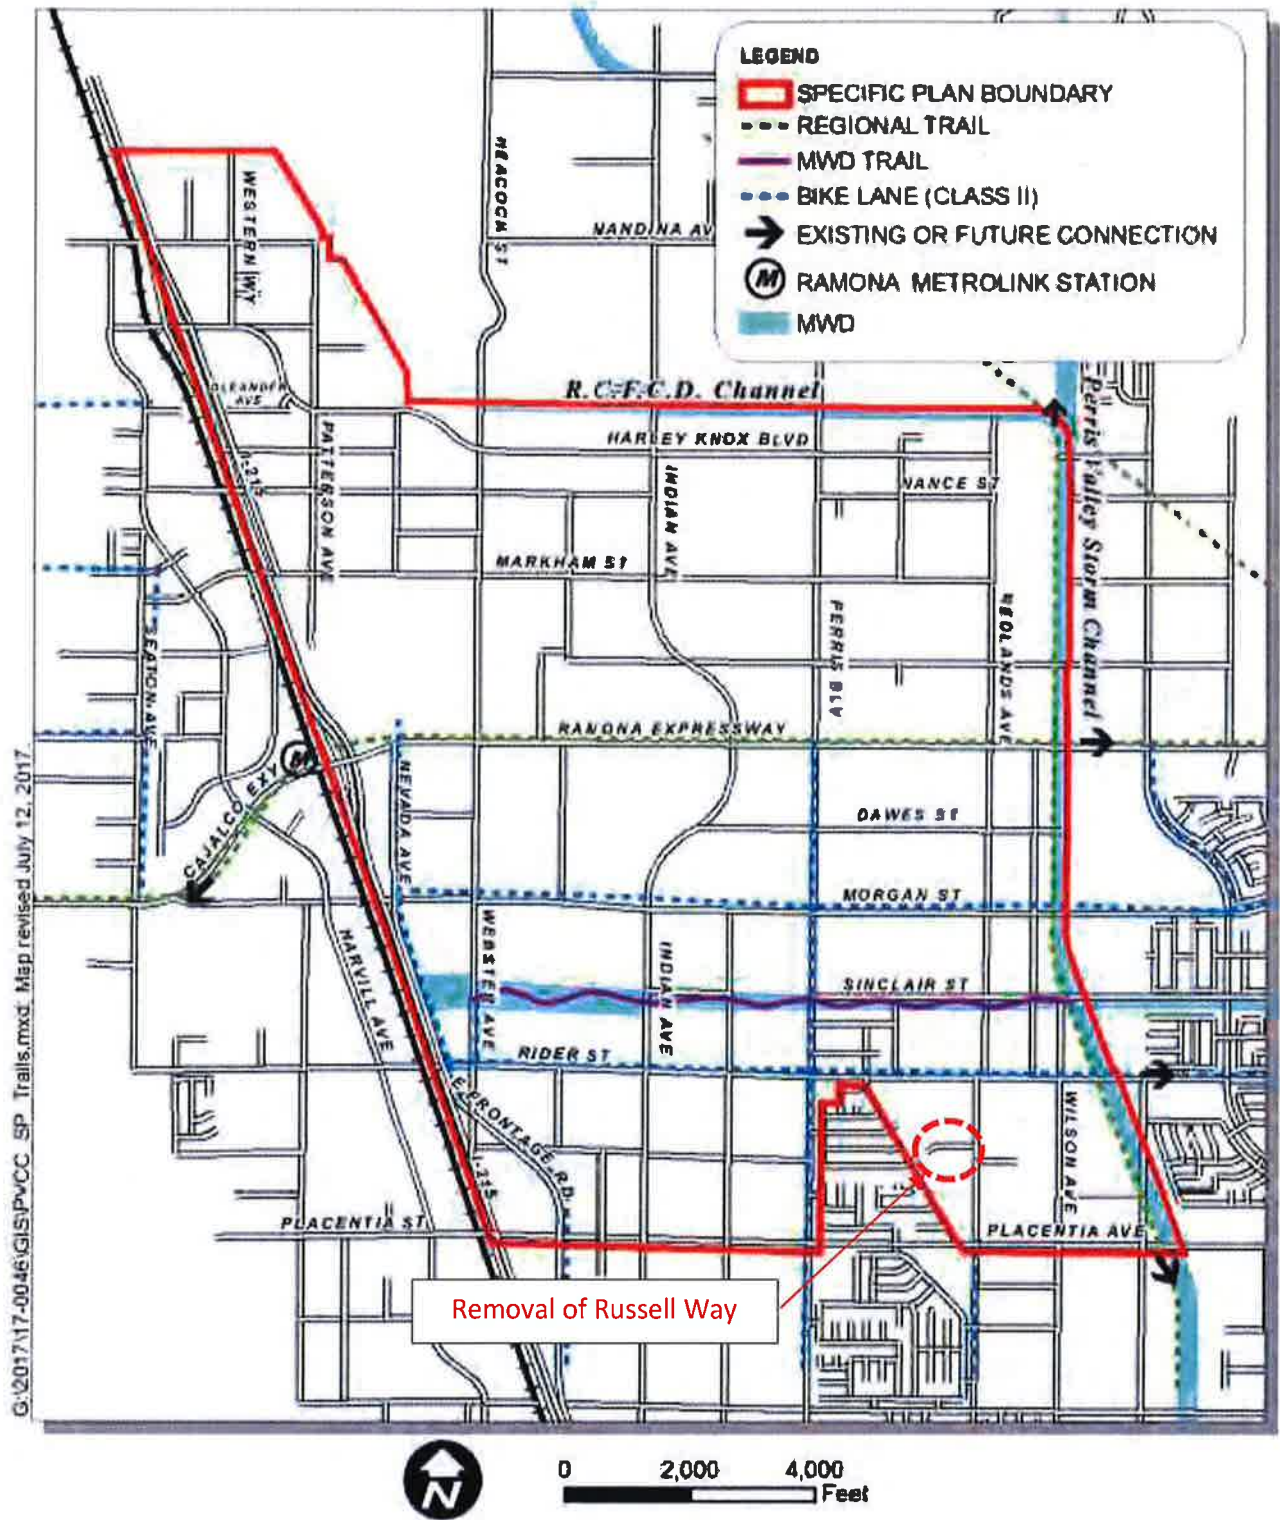 LEGEND
SPECIFIC PLAN BOUNDARY
REGIONAL TRAIL
MWD TRAIL
BIKE LANE (CLASS II)
EXISTING OR FUTURE CONNECTION
M RAMONA METROLINK STATION
MWD
WESTERN WY
HEACOCK ST
NANDINA AV
OLEANDER
AVE
R.C.F.C.D. Channel
HARLEY KNOX BLVD
Perris Valley Storm Channel
I-215
PATTERSON AVE
INDIAN AVE
NANCE ST
MARKHAM ST
SEATON AVE
PERRIS BLV
REDLANDS AVE
RAMONA EXPRESSWAY
M
CAJALCO EXY
NEVADA AVE
DAWES ST
MORGAN ST
HARVILL AVE
WEBSTER AVE
INDIAN AVE
SINCLAIR ST
RIDER ST
E FRONTAGE RD
WILSON AVE
I-215
PLACENTIA ST
PLACENTIA AVE
Removal of Russell Way
G:\2017\17-0046\GIS\PVCC_SP_Trails.mxd; Map revised July 12, 2017.
N
0 2,000 4,000
Feet